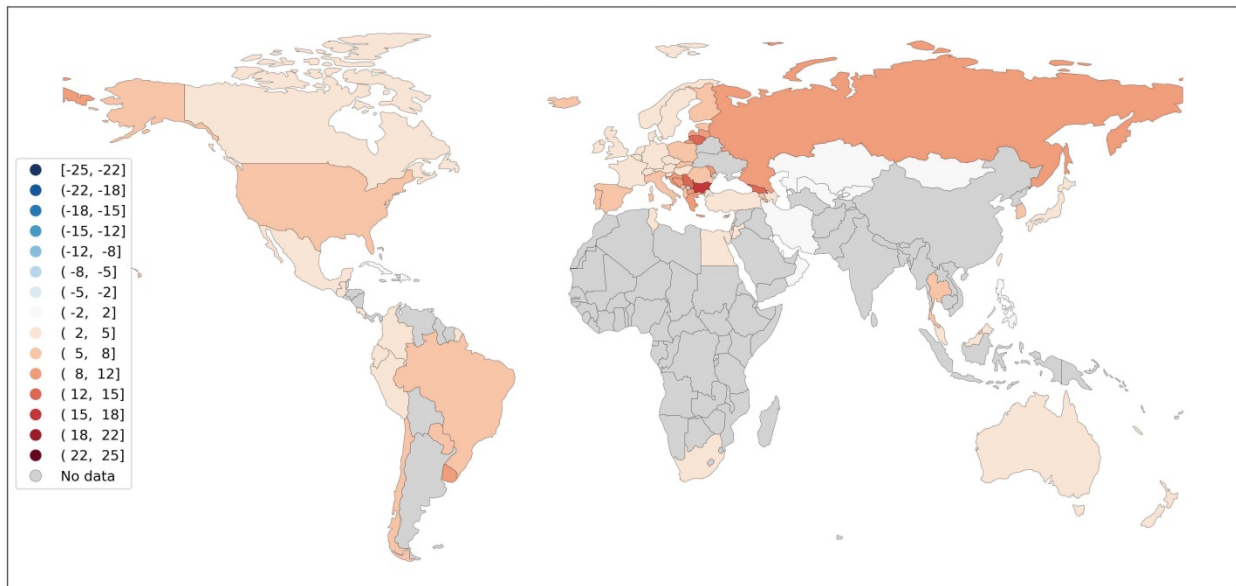 [-25, -22]
(-22, -18]
(-18, -15]
(-15, -12]
(-12, -8]
( -8, -5]
( -5, -2]
( -2, 2]
( 2, 5]
( 5, 8]
( 8, 12]
( 12, 15]
( 15, 18]
( 18, 22]
( 22, 25]
No data